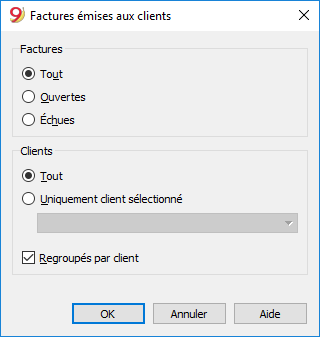 Factures émises aux clients
Factures
Tout
Ouvertes
Échues
Clients
Tout
Uniquement client sélectionné
Regroupés par client
OK Annuler Aide